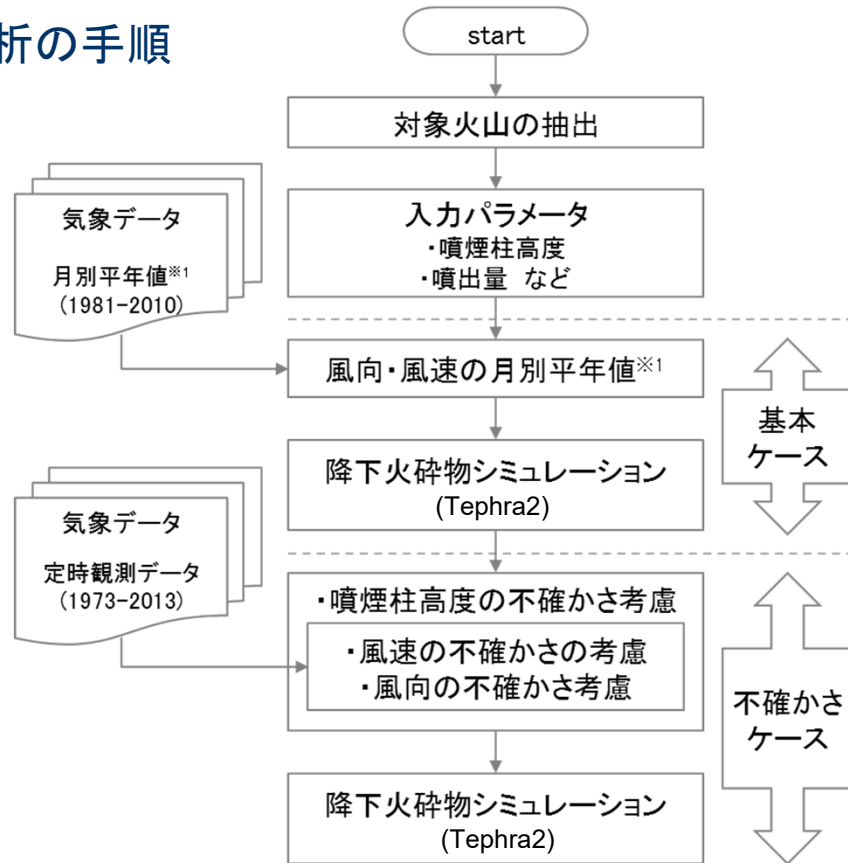 析の手順
start
対象火山の抽出
入力パラメータ
・噴煙柱高度
・噴出量 など
気象データ
月別平年値※1
(1981-2010)
風向・風速の月別平年値※1
基本
ケース
降下火砕物シミュレーション
(Tephra2)
気象データ
定時観測データ
(1973-2013)
・噴煙柱高度の不確かさ考慮
・風速の不確かさの考慮
・風向の不確かさ考慮
不確かさ
ケース
降下火砕物シミュレーション
(Tephra2)